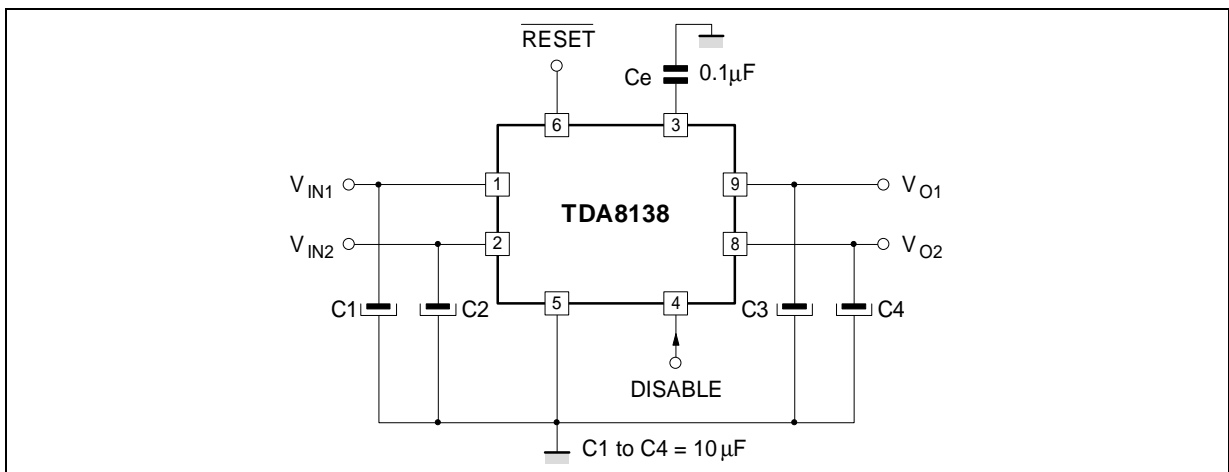 RESET
Ce 0.1μF
6 3
V IN1 1 9 V O1
TDA8138
V IN2 2 8 V O2
C1 C2 5 4 C3 C4
DISABLE
C1 to C4 = 10μF